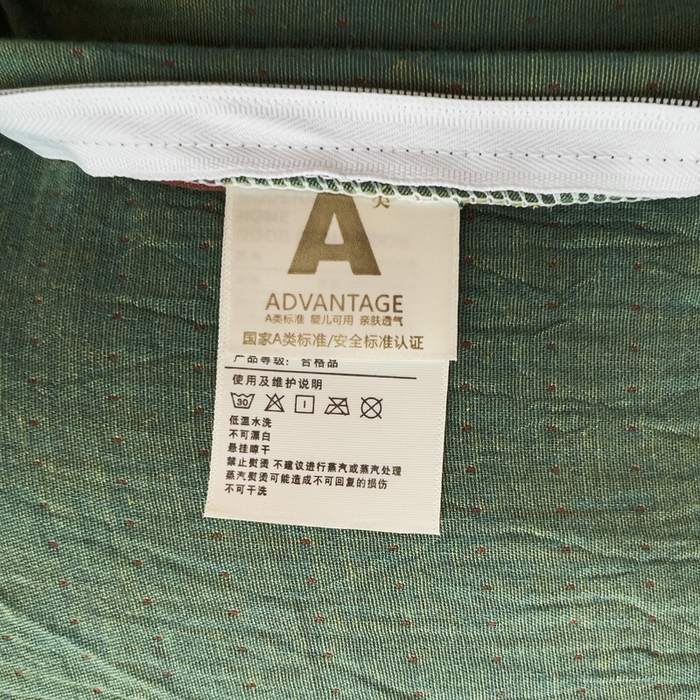 A类
ADVANTAGE
A类标准 婴儿可用 亲肤透气
国家A类标准/安全标准认证
产品等级：合格品
使用及维护说明
30
低温水洗
不可漂白
悬挂晾干
禁止熨烫 不建议进行蒸汽或蒸汽处理
蒸汽熨烫可能造成不可回复的损伤
不可干洗